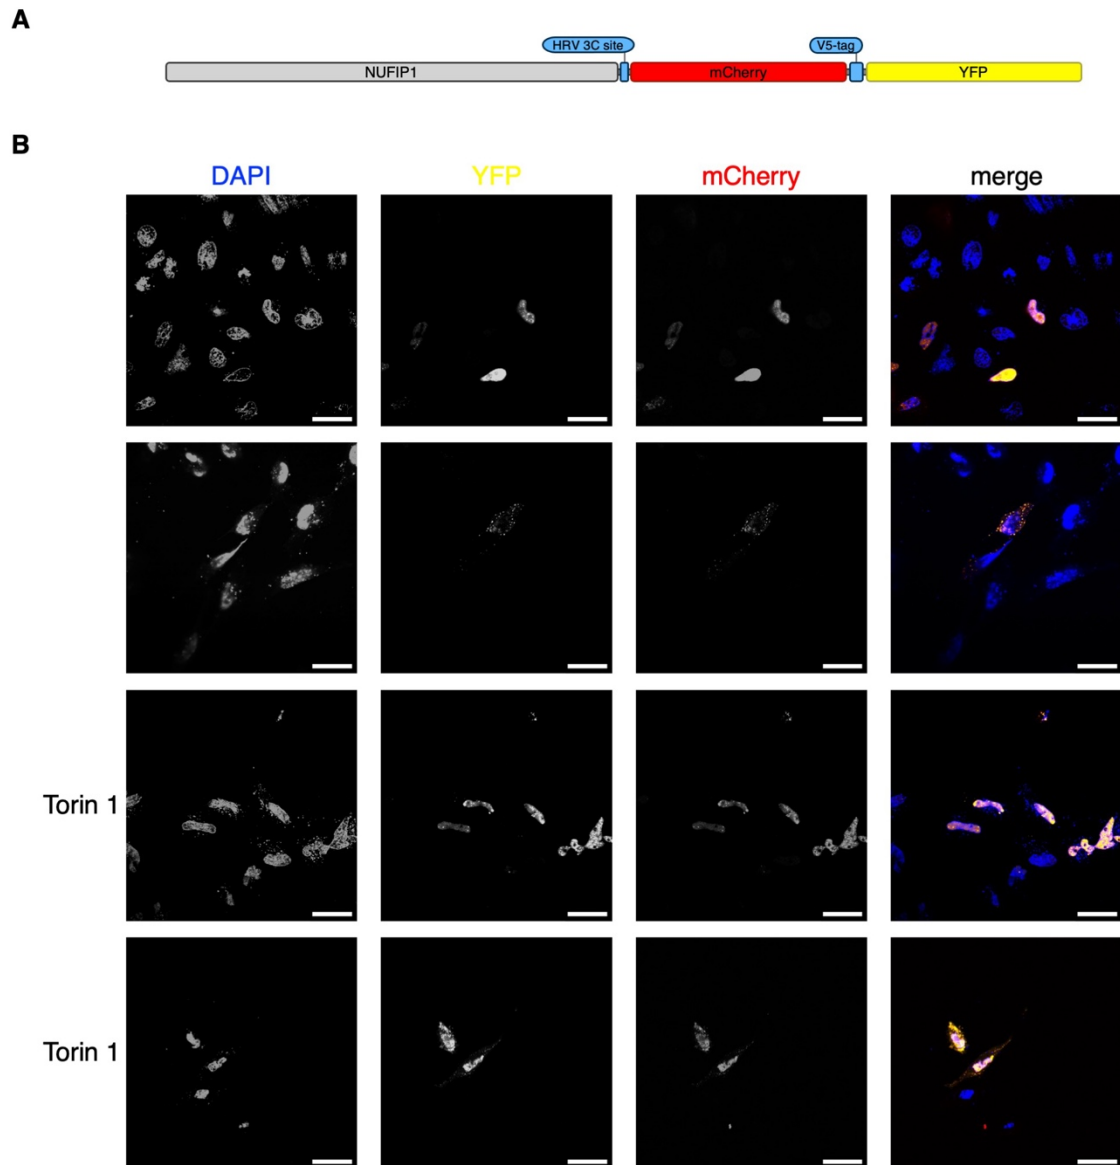 A
HRV 3C site
V5-tag
NUFIP1
mCherry
YFP
B
DAPI
YFP
mCherry
merge
Torin 1
Torin 1